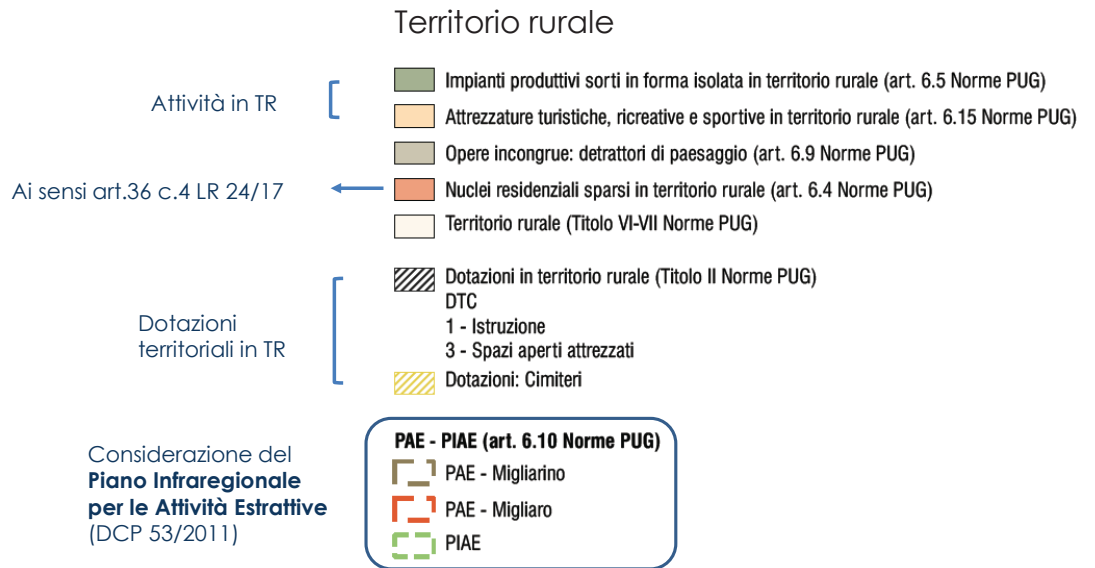 Territorio rurale
Attività in TR
Impianti produttivi sorti in forma isolata in territorio rurale (art. 6.5 Norme PUG)
Attrezzature turistiche, ricreative e sportive in territorio rurale (art. 6.15 Norme PUG)
Opere incongrue: detrattori di paesaggio (art. 6.9 Norme PUG)
Ai sensi art.36 c.4 LR 24/17
Nuclei residenziali sparsi in territorio rurale (art. 6.4 Norme PUG)
Territorio rurale (Titolo VI-VII Norme PUG)
Dotazioni
territoriali in TR
Dotazioni in territorio rurale (Titolo II Norme PUG)
DTC
1 - Istruzione
3 - Spazi aperti attrezzati
Dotazioni: Cimiteri
Considerazione del
Piano Infraregionale
per le Attività Estrattive
(DCP 53/2011)
PAE - PIAE (art. 6.10 Norme PUG)
PAE - Migliarino
PAE - Migliaro
PIAE